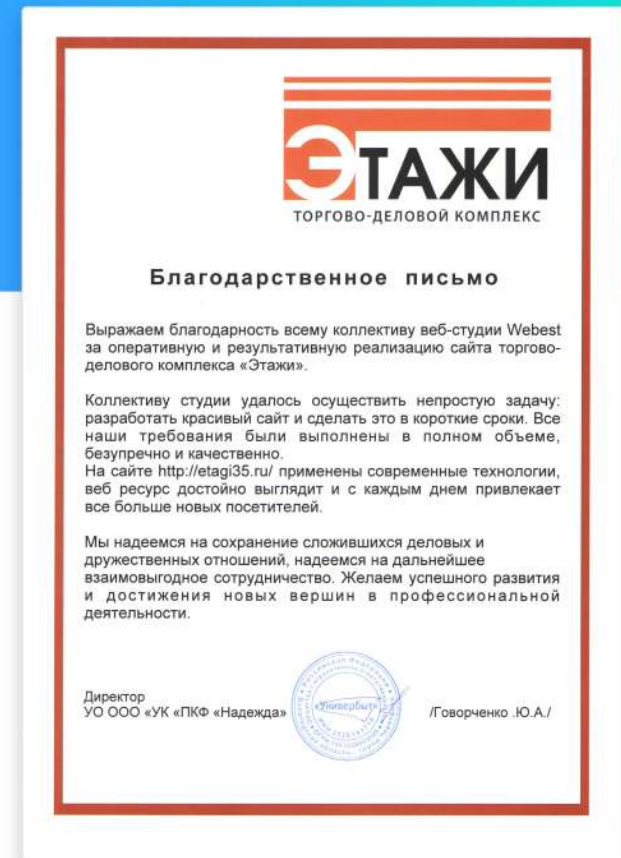 ЭТАЖИ
ТОРГОВО-ДЕЛОВОЙ КОМПЛЕКС
Благодарственное письмо
Выражаем благодарность всему коллективу веб-студии Webest
за оперативную и результативную реализацию сайта торгово-
делового комплекса «Этажи».
Коллективу студии удалось осуществить непростую задачу:
разработать красивый сайт и сделать это в короткие сроки. Все
наши требования были выполнены в полном объеме,
безупречно и качественно.
На сайте http://etagi35.ru/ применены современные технологии,
веб ресурс достойно выглядит и с каждым днем привлекает
все больше новых посетителей.
Мы надеемся на сохранение сложившихся деловых и
дружественных отношений, надеемся на дальнейшее
взаимовыгодное сотрудничество. Желаем успешного развития
и достижения новых вершин в профессиональной
деятельности.
Директор
УО ООО «УК «ПКФ «Надежда»
«Универбыт»
/Говорченко .Ю.А./